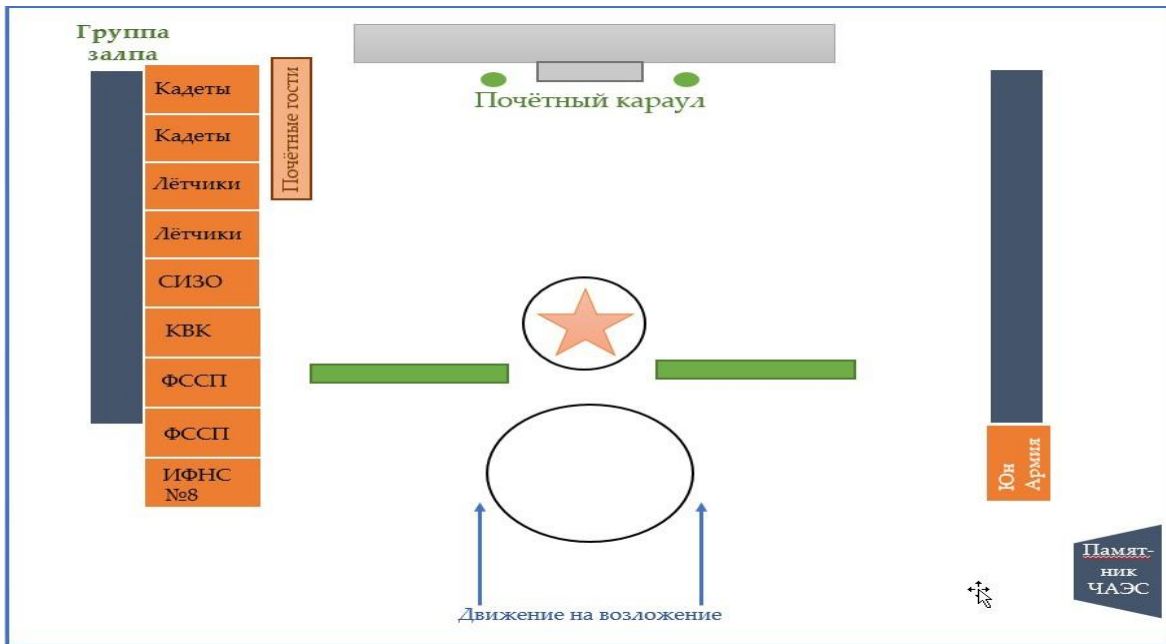 Группа
залпа
Кадеты
Кадеты
Лётчики
Лётчики
СИЗО
КВК
ФССП
ФССП
ИФНС
№8
Почётные гости
Почётный караул
Юн
Армия
Памят-
ник
ЧАЭС
Движение на возложение